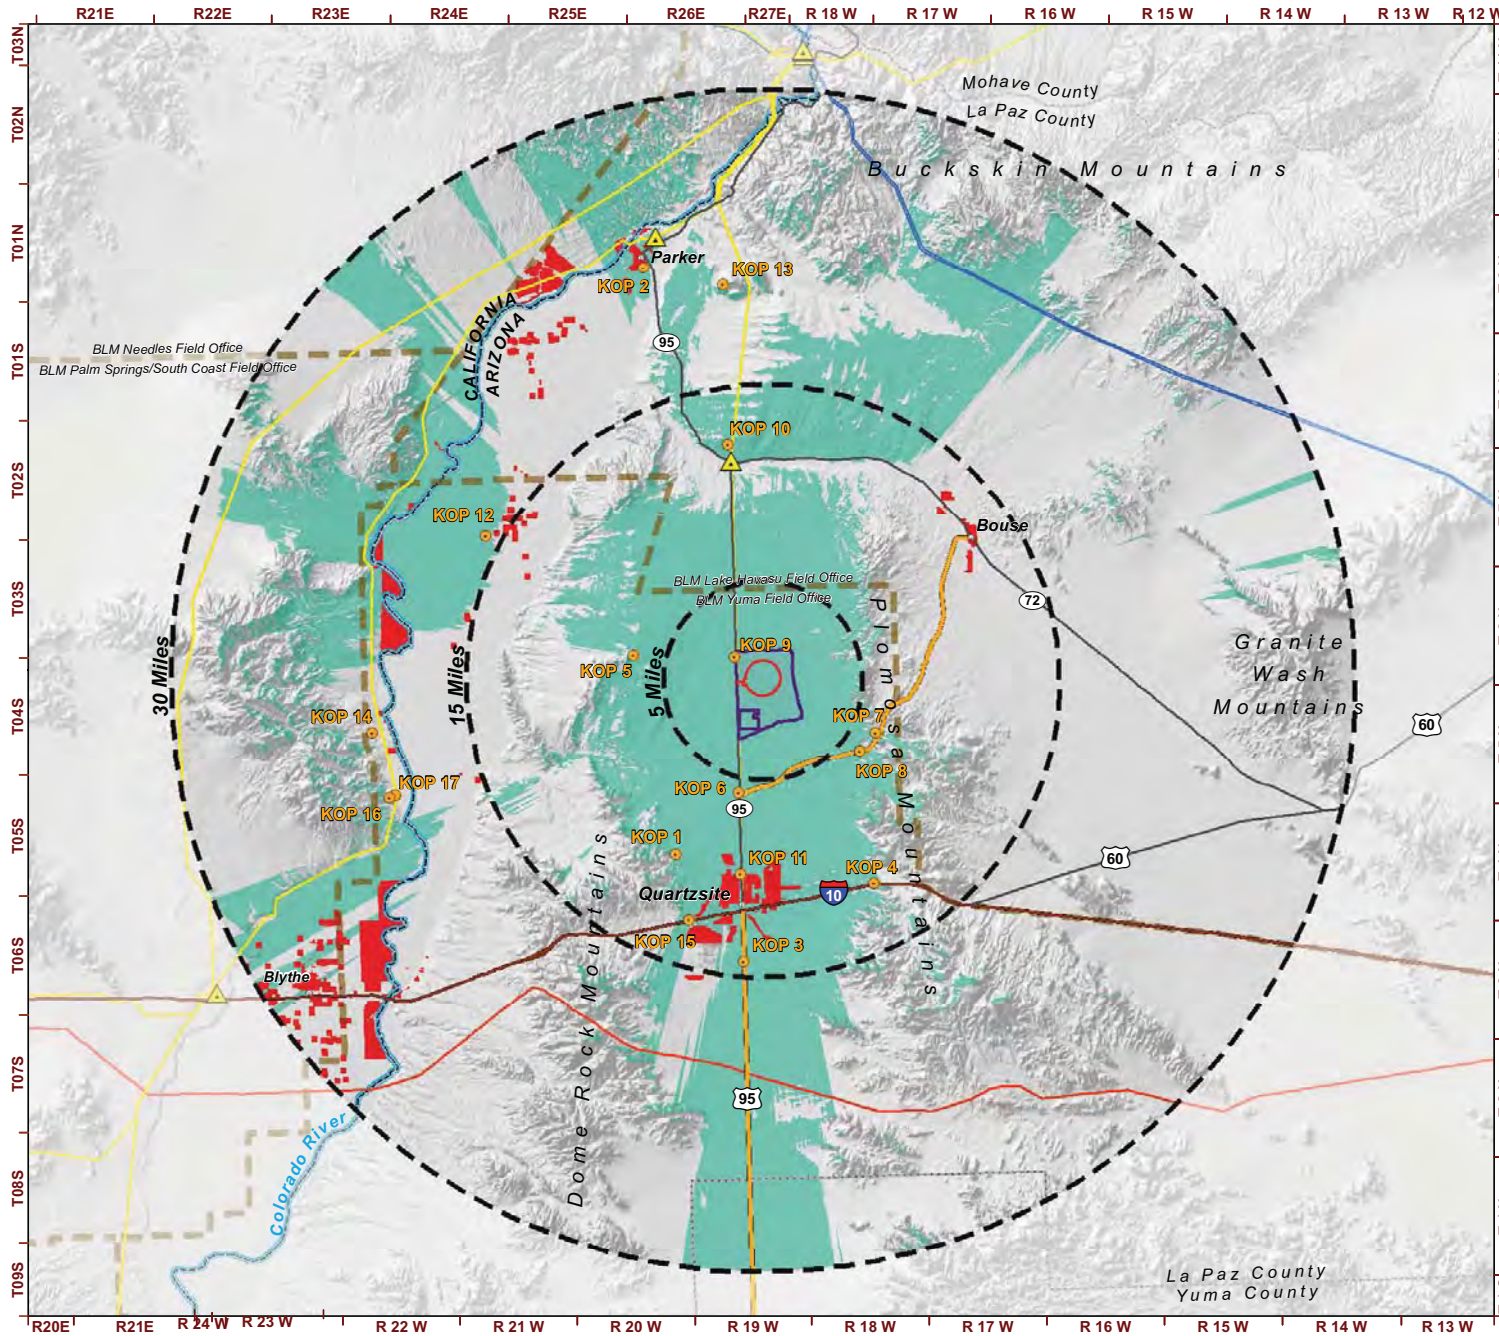 R21E R22E R23E R24E R25E R26E R27E R 18 W R 17 W R 16 W R 15 W R 14 W R 13 W R 12 W
T03N
T02N
T01N
T01S
T02S
T03S
T04S
T05S
T06S
T07S
T08S
T09S
Mohave County
La Paz County
Buckskin Mountains
Parker
KOP 2
KOP 13
CALIFORNIA
ARIZONA
95
BLM Needles Field Office
BLM Palm Springs/South Coast Field Office
KOP 10
KOP 12
Bouse
BLM Lake Havasu Field Office
BLM Yuma Field Office
72
Plomosa Mountains
Granite
Wash
Mountains
30 Miles
15 Miles
5 Miles
KOP 9
KOP 5
KOP 14
KOP 7
60
KOP 8
KOP 17
KOP 6
KOP 16
95
KOP 1
KOP 11
KOP 4
60
Quartzsite
10
KOP 15
KOP 3
Dome Rock Mountains
Blythe
95
Colorado River
La Paz County
Yuma County
R20E R21E R 24 W R 23 W R 22 W R 21 W R 20 W R 19 W R 18 W R 17 W R 16 W R 15 W R 14 W R 13 W